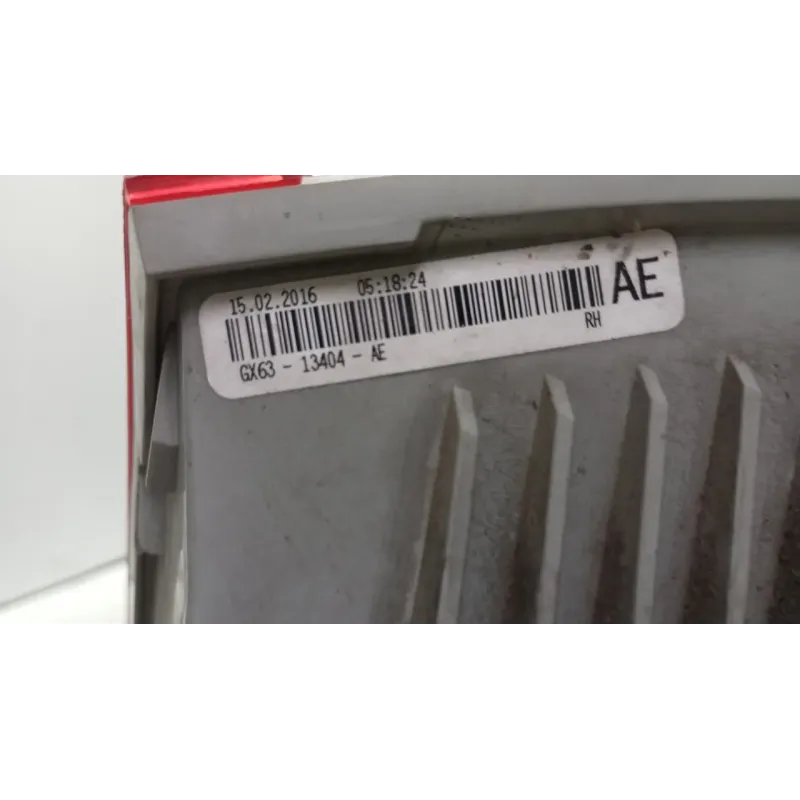 15.02.2016 05:18:24
AE
GX63 - 13404 - AE
RH